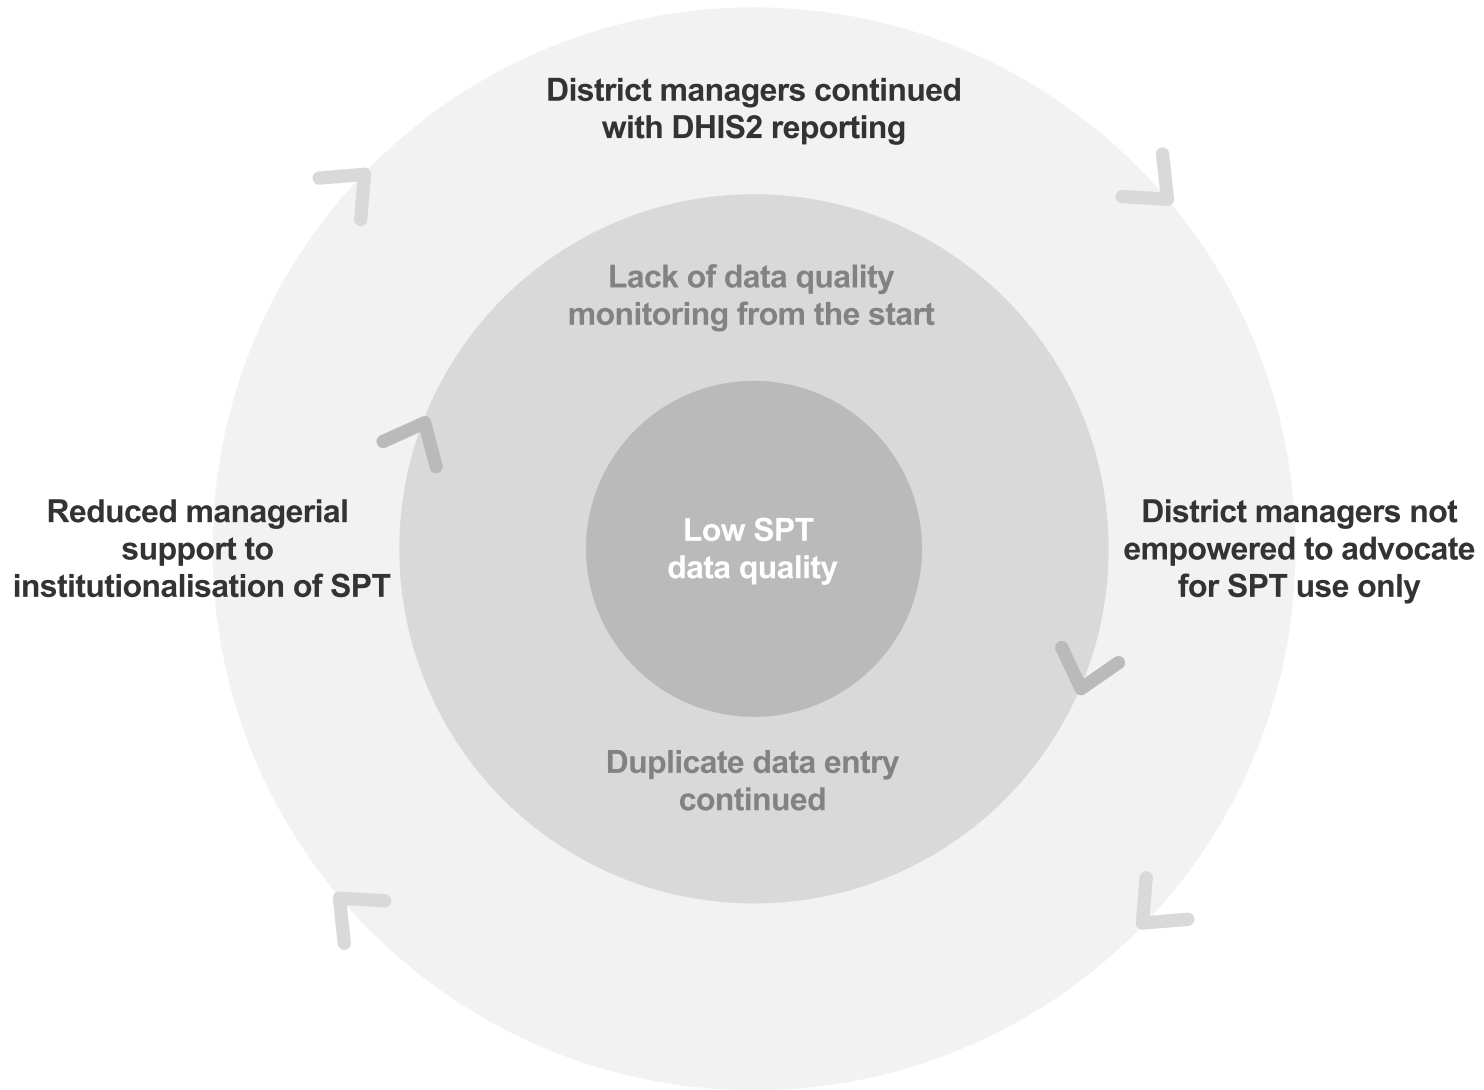 District managers continued
with DHIS2 reporting
Lack of data quality
monitoring from the start
Reduced managerial
support to
institutionalisation of SPT
Low SPT
data quality
District managers not
empowered to advocate
for SPT use only
Duplicate data entry
continued